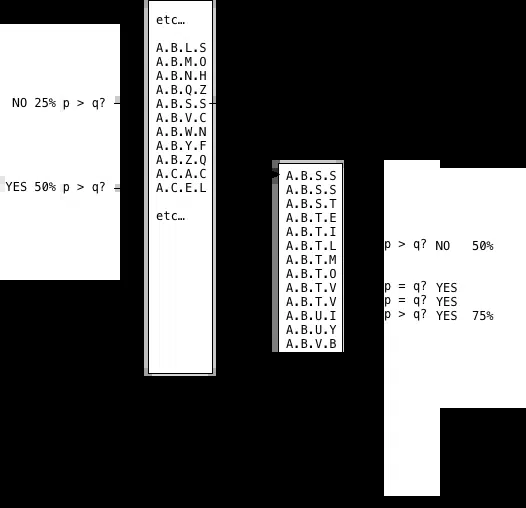 etc…
A.B.L.S
A.B.M.O
A.B.N.H
A.B.Q.Z
A.B.S.S
A.B.V.C
A.B.W.N
A.B.Y.F
A.B.Z.Q
A.C.A.C
A.C.E.L
etc…
NO 25% p > q?
YES 50% p > q?
A.B.S.S
A.B.S.S
A.B.S.T
A.B.T.E
A.B.T.I
A.B.T.L
A.B.T.M
A.B.T.O
A.B.T.V
A.B.T.V
A.B.U.I
A.B.U.Y
A.B.V.B
p > q? NO 50%
p = q? YES
p = q? YES
p > q? YES 75%